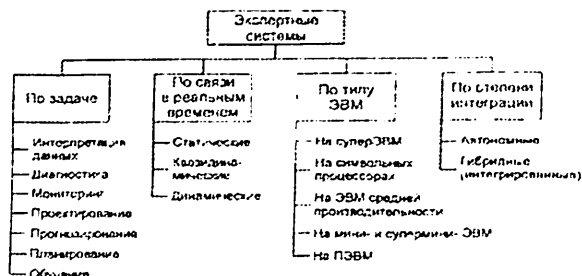 Экспертные
системы
По задаче
Интерпретация
данных
Диагностика
Мониторинг
Проектирование
Прогнозирование
Планирование
Обучение
По связи
в реальным
временем
Статические
Квазидина-
мические
Динамические
По типу
ЭВМ
На суперЭВМ
На символьных
процессорах
На ЭВМ средней
производительности
На мини- и супермини- ЭВМ
На ПЭВМ
По степени
интеграции
Автономные
Гибридные
(интегрированные)